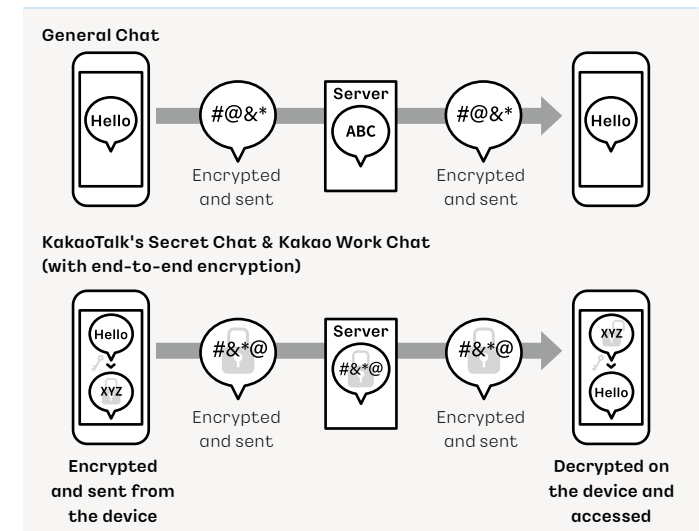 General Chat
Hello
#@&*
Server
ABC
#@&*
Hello
Encrypted
and sent
Encrypted
and sent
KakaoTalk's Secret Chat & Kakao Work Chat
(with end-to-end encryption)
Hello
XYZ
#&*@
Server
#&*@
#&*@
XYZ
Hello
Encrypted
and sent
Encrypted
and sent
Encrypted
and sent from
the device
Decrypted on
the device and
accessed